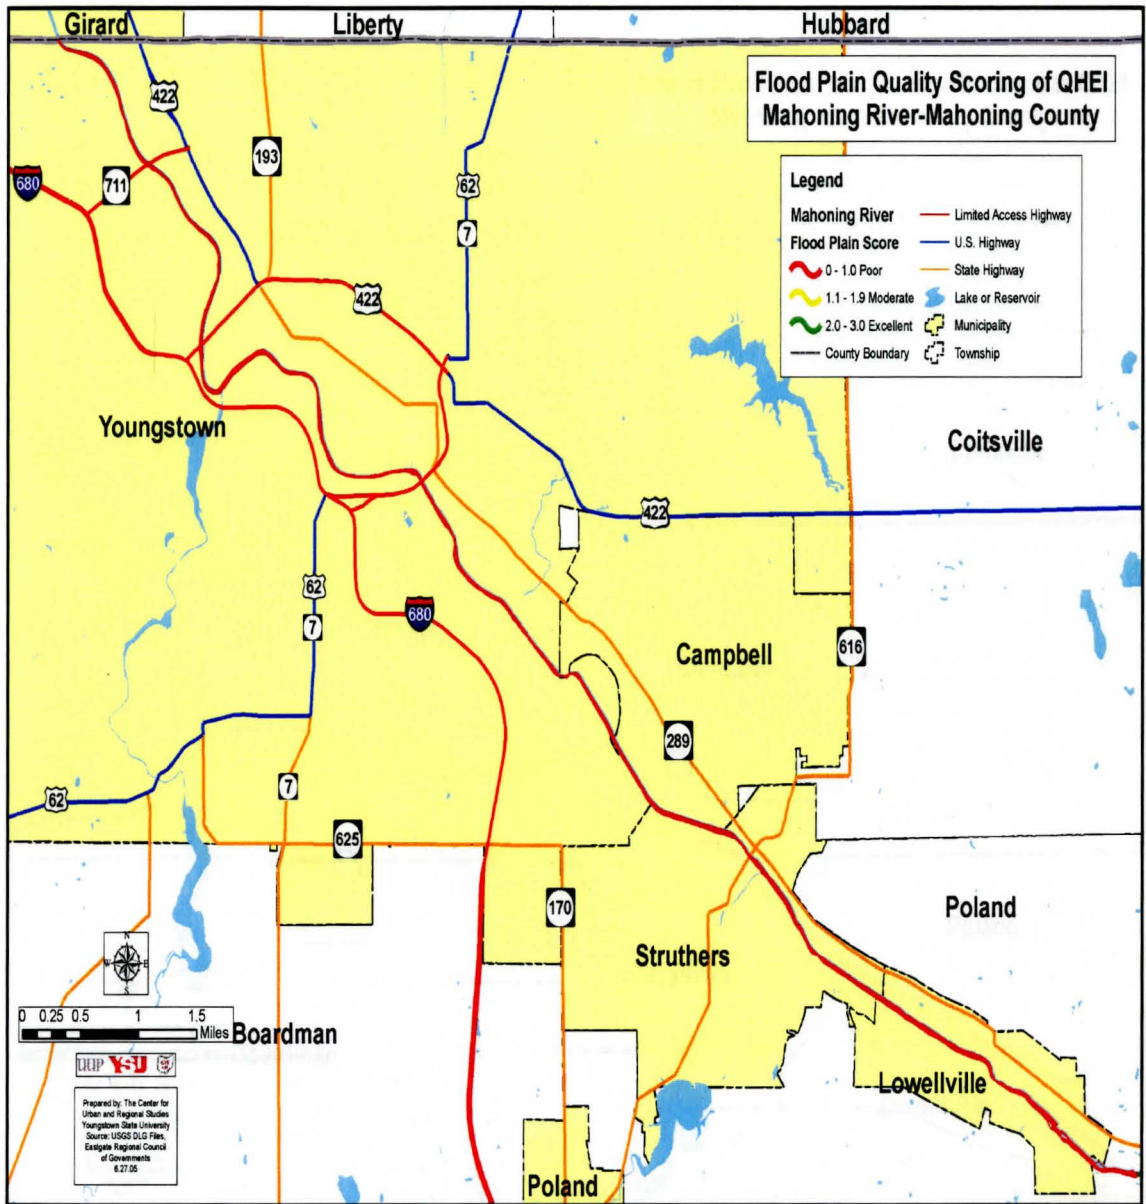 Girard
Liberty
Hubbard
Flood Plain Quality Scoring of QHEI
Mahoning River-Mahoning County
422
193
680
711
62
7
422
Legend
Mahoning River
Flood Plain Score
0 - 1.0 Poor
1.1 - 1.9 Moderate
2.0 - 3.0 Excellent
County Boundary
Limited Access Highway
U.S. Highway
State Highway
Lake or Reservoir
Municipality
Township
Youngstown
Coitsville
422
62
7
680
Campbell
616
289
62
7
625
170
Poland
Struthers
N
W E
S
0 0.25 0.5 1 1.5
Miles
Boardman
Lowellville
YSU
Prepared by: The Center for
Urban and Regional Studies
Youngstown State University
Source: USGS DLG Files,
Eastgate Regional Council
of Governments
6.27.05
Poland